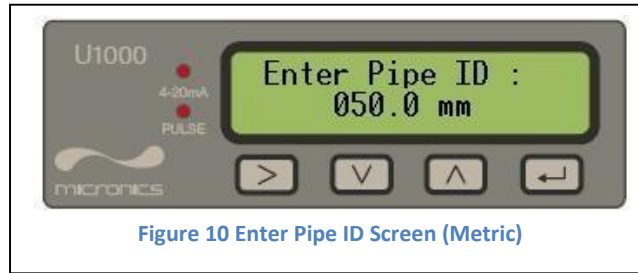 U1000
4-20mA
PULSE
micronics
Enter Pipe ID :
050.0 mm
> V Λ ↵
Figure 10 Enter Pipe ID Screen (Metric)